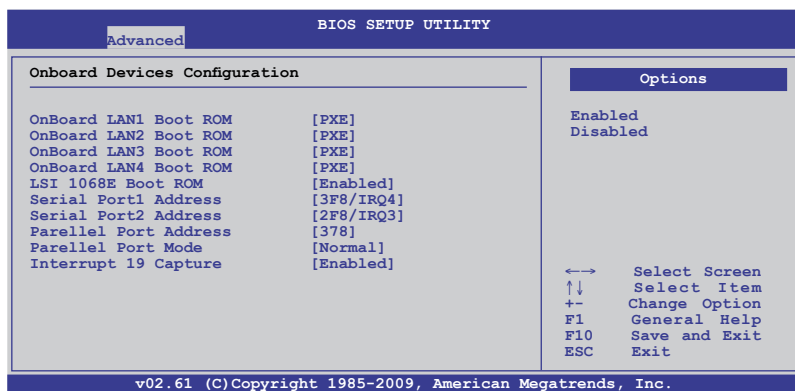 BIOS SETUP UTILITY
Advanced
Onboard Devices Configuration
OnBoard LAN1 Boot ROM [PXE]
OnBoard LAN2 Boot ROM [PXE]
OnBoard LAN3 Boot ROM [PXE]
OnBoard LAN4 Boot ROM [PXE]
LSI 1068E Boot ROM [Enabled]
Serial Port1 Address [3F8/IRQ4]
Serial Port2 Address [2F8/IRQ3]
Parellel Port Address [378]
Parellel Port Mode [Normal]
Interrupt 19 Capture [Enabled]
Options
Enabled
Disabled
←→ Select Screen
↑↓ Select Item
+- Change Option
F1 General Help
F10 Save and Exit
ESC Exit
v02.61 (C)Copyright 1985-2009, American Megatrends, Inc.